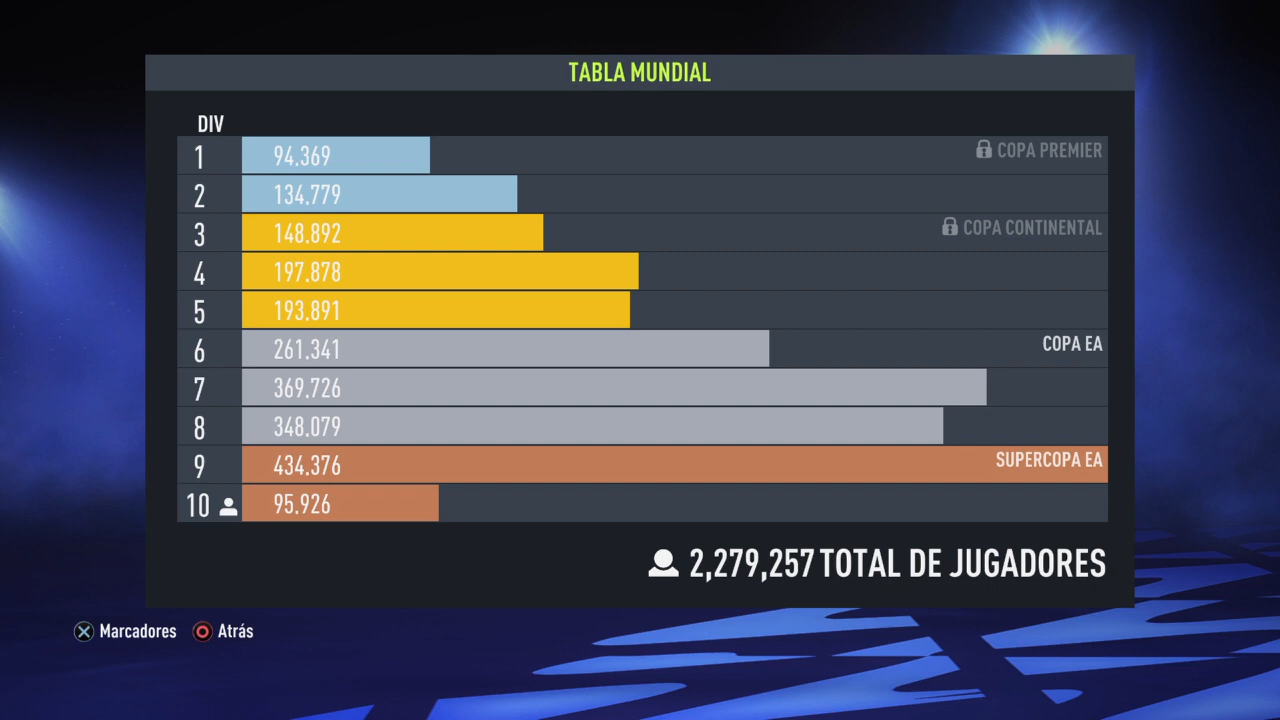 TABLA MUNDIAL
DIV
1 94.369 COPA PREMIER
2 134.779
3 148.892 COPA CONTINENTAL
4 197.878
5 193.891
6 261.341 COPA EA
7 369.726
8 348.079
9 434.376 SUPERCOPA EA
10 95.926
2,279,257 TOTAL DE JUGADORES
Marcadores Atrás